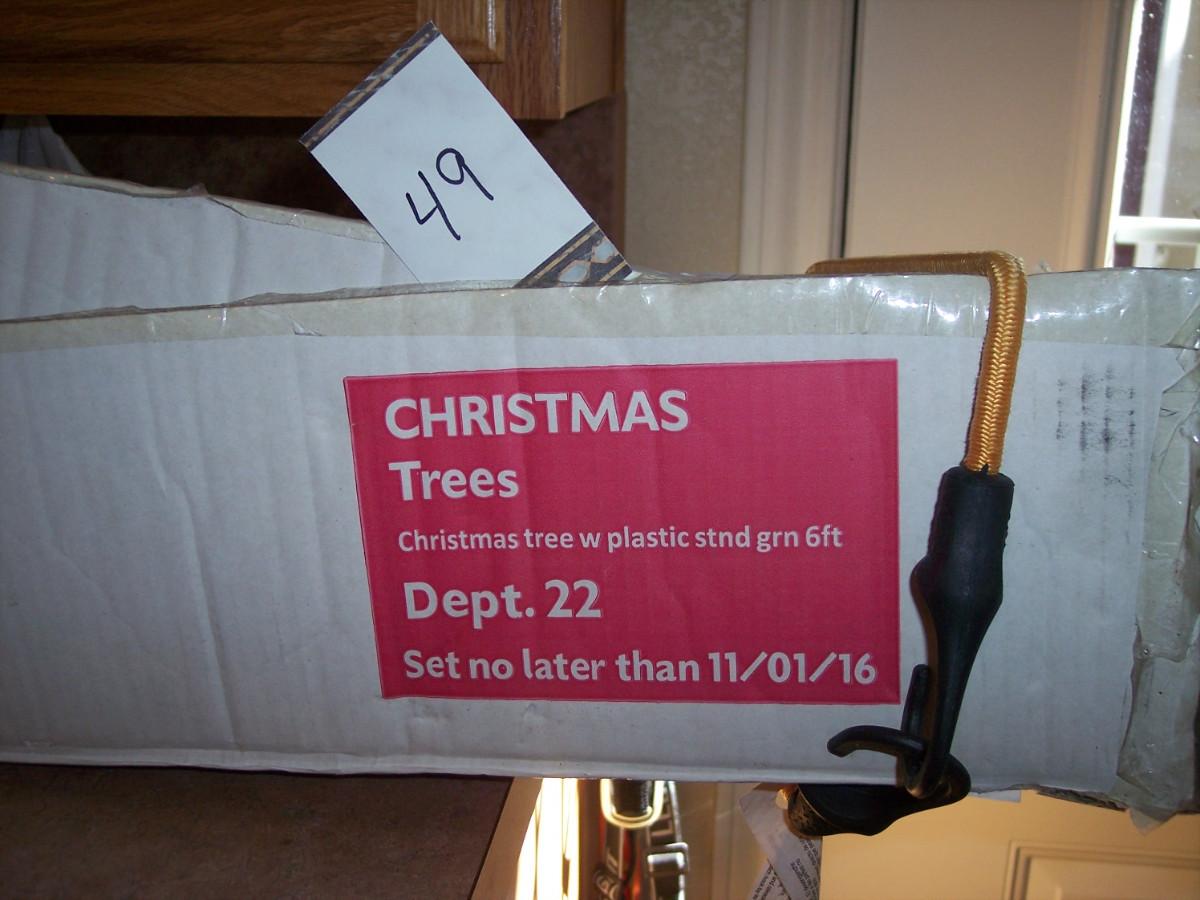 49
CHRISTMAS
Trees
Christmas tree w plastic stnd grn 6ft
Dept. 22
Set no later than 11/01/16